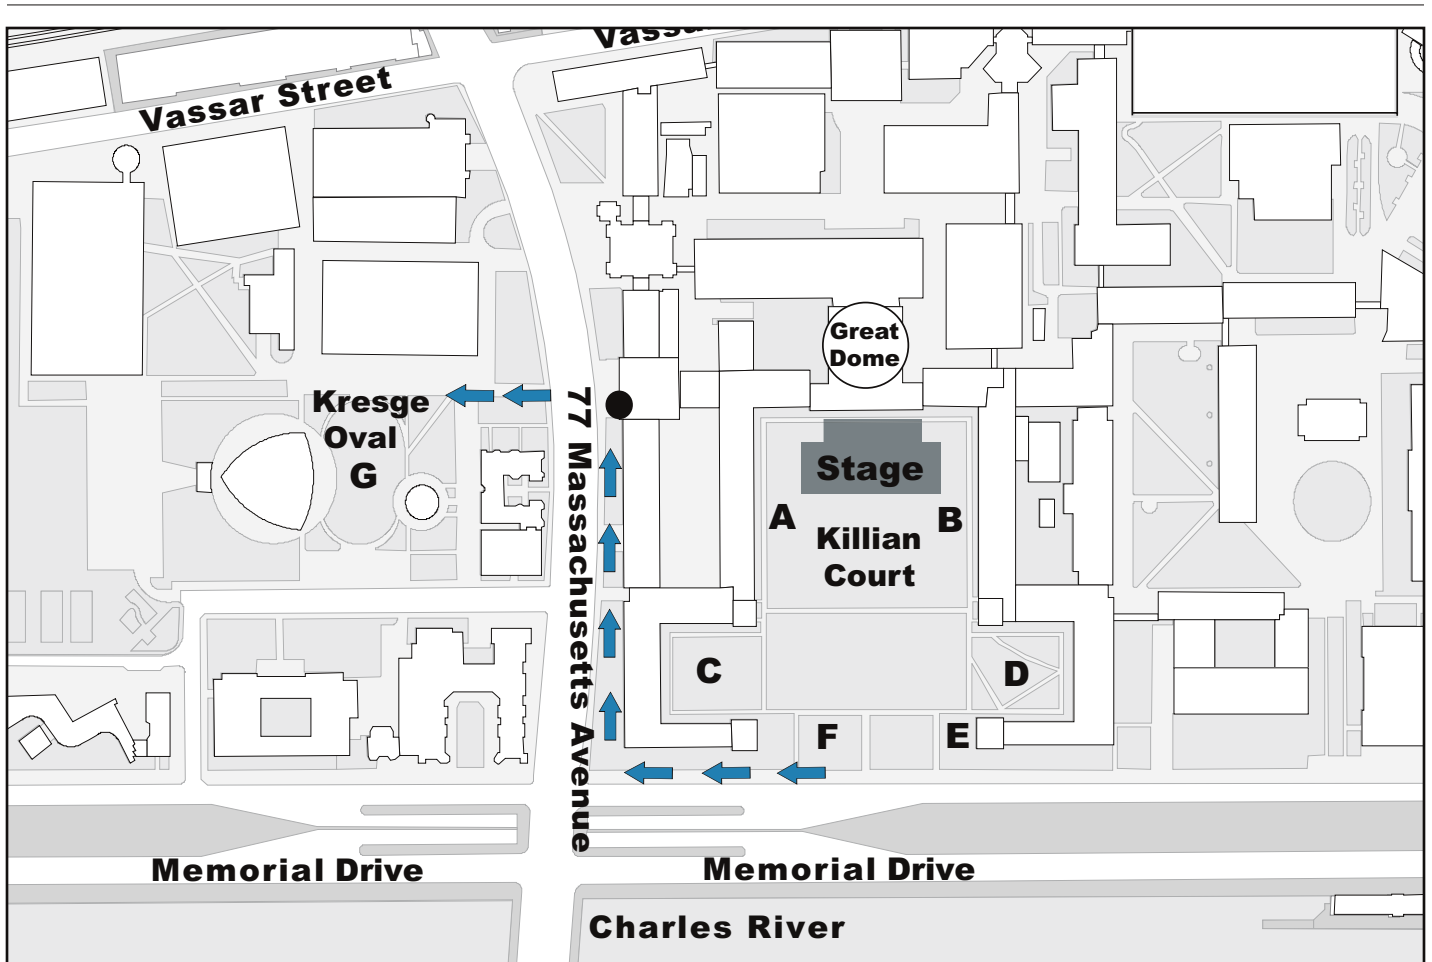 Vassar Street
Great
Dome
Kresge
Oval
G
77 Massachusetts Avenue
Stage
A
B
Killian
Court
C
D
F
E
Memorial Drive
Memorial Drive
Charles River